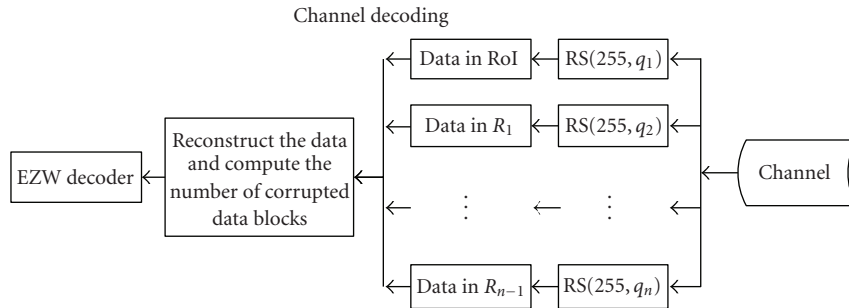 Channel decoding
Data in RoI
RS(255, q₁)
Data in R₁
RS(255, q₂)
Reconstruct the data
and compute the
number of corrupted
data blocks
EZW decoder
Channel
⋮
⋮
Data in Rₙ₋₁
RS(255, qₙ)